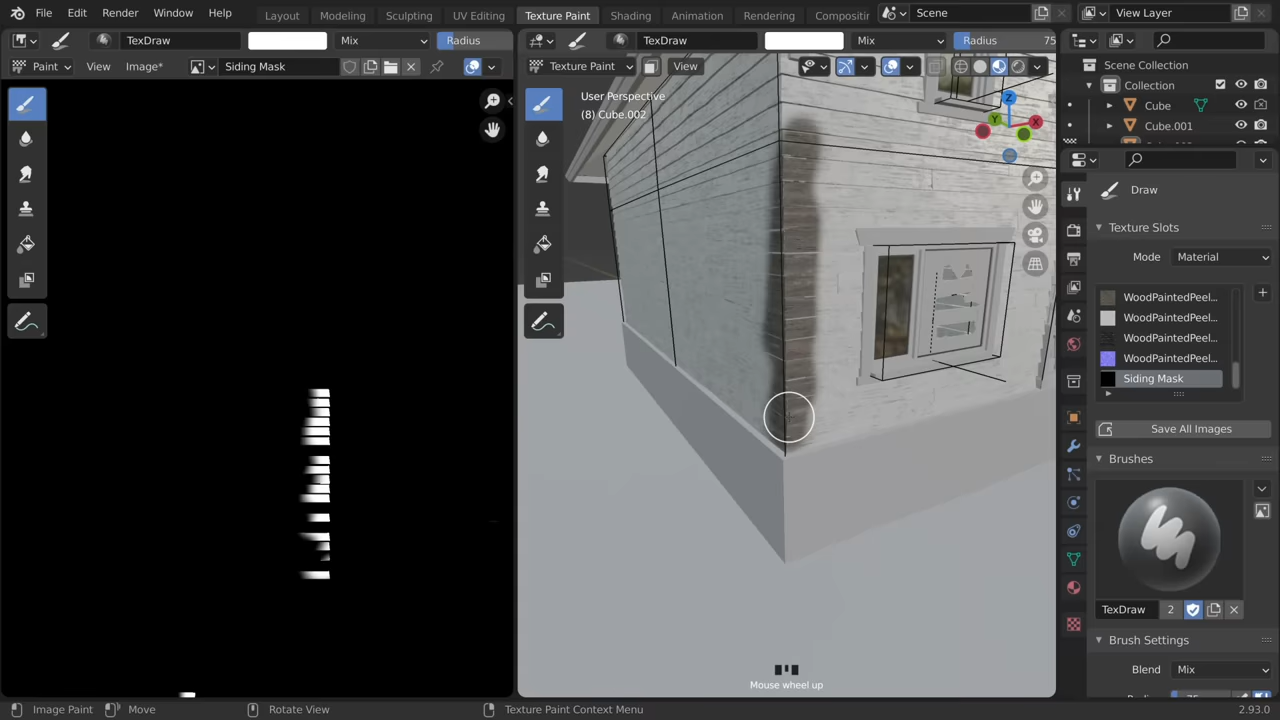 File Edit Render Window Help Layout Modeling Sculpting UV Editing Texture Paint Shading Animation Rendering Compositin Scene View Layer
TexDraw Mix Radius
TexDraw Mix Radius 75
Paint View Image* Siding Mask
Texture Paint View
Scene Collection
Collection
Cube
Cube.001
User Perspective
(8) Cube.002
Z
Y
X
Draw
Texture Slots
Mode Material
WoodPaintedPeel...
WoodPaintedPeel...
WoodPaintedPeel...
WoodPaintedPeel...
Siding Mask
Save All Images
Brushes
TexDraw 2
Brush Settings
Blend Mix
Mouse wheel up
Image Paint Move Rotate View Texture Paint Context Menu 2.93.0